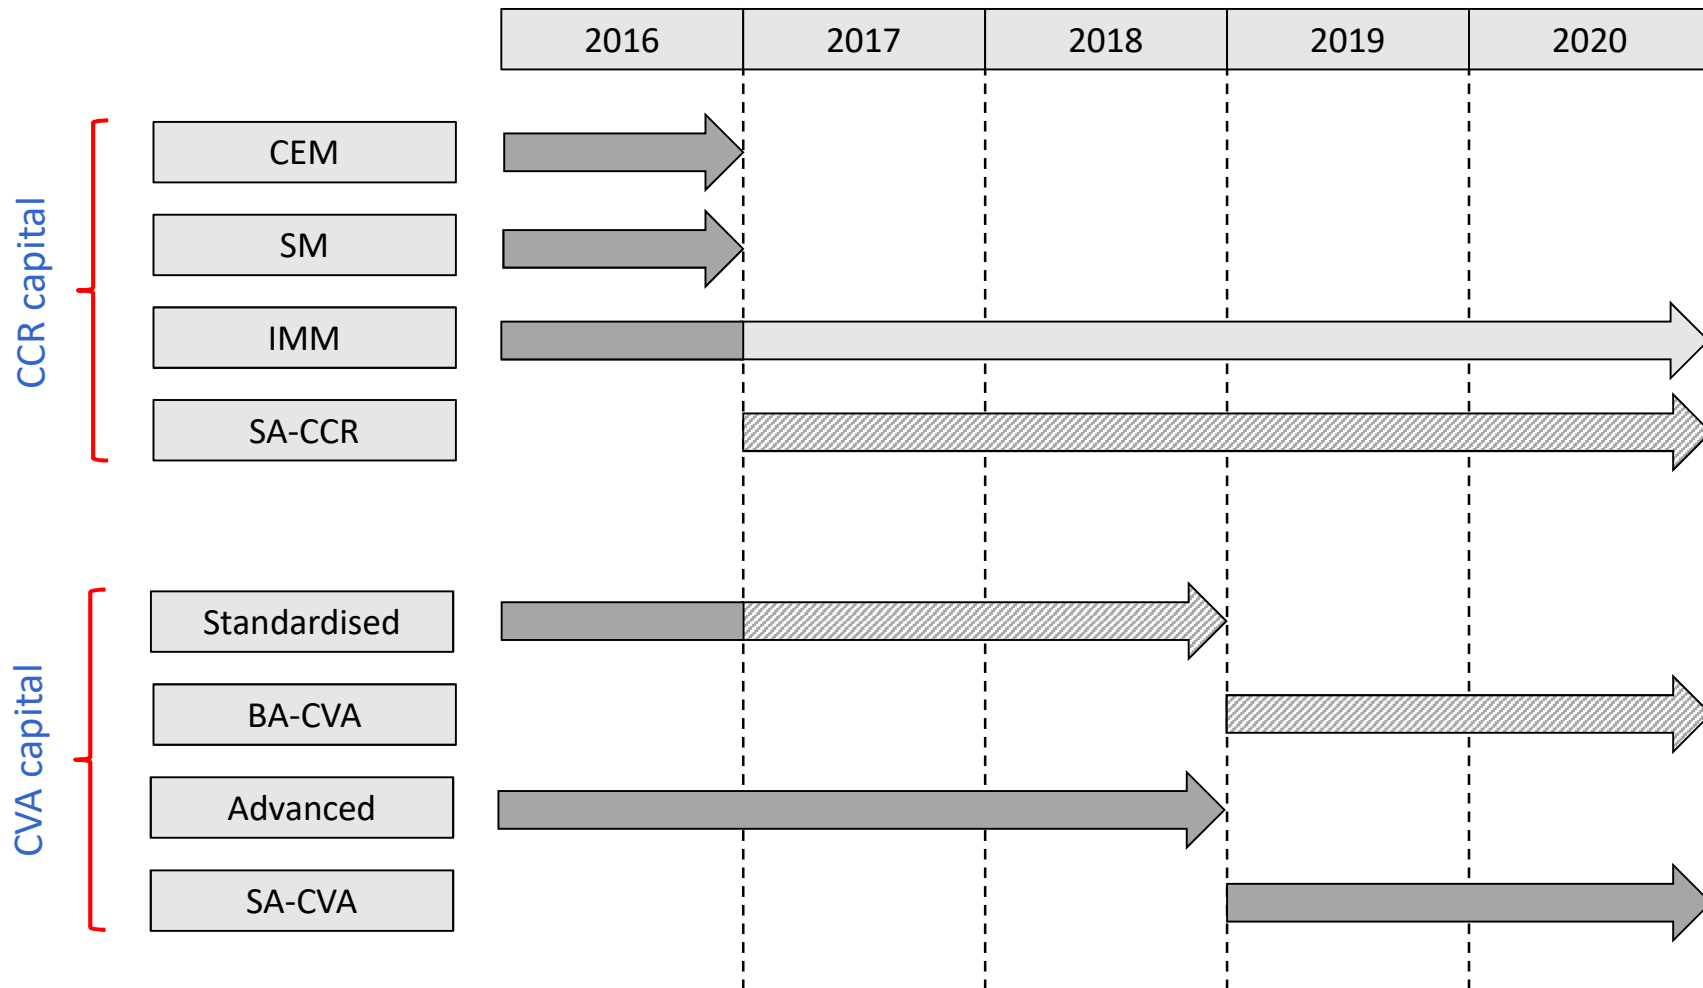 2016 2017 2018 2019 2020
CCR capital
CEM
SM
IMM
SA-CCR
CVA capital
Standardised
BA-CVA
Advanced
SA-CVA